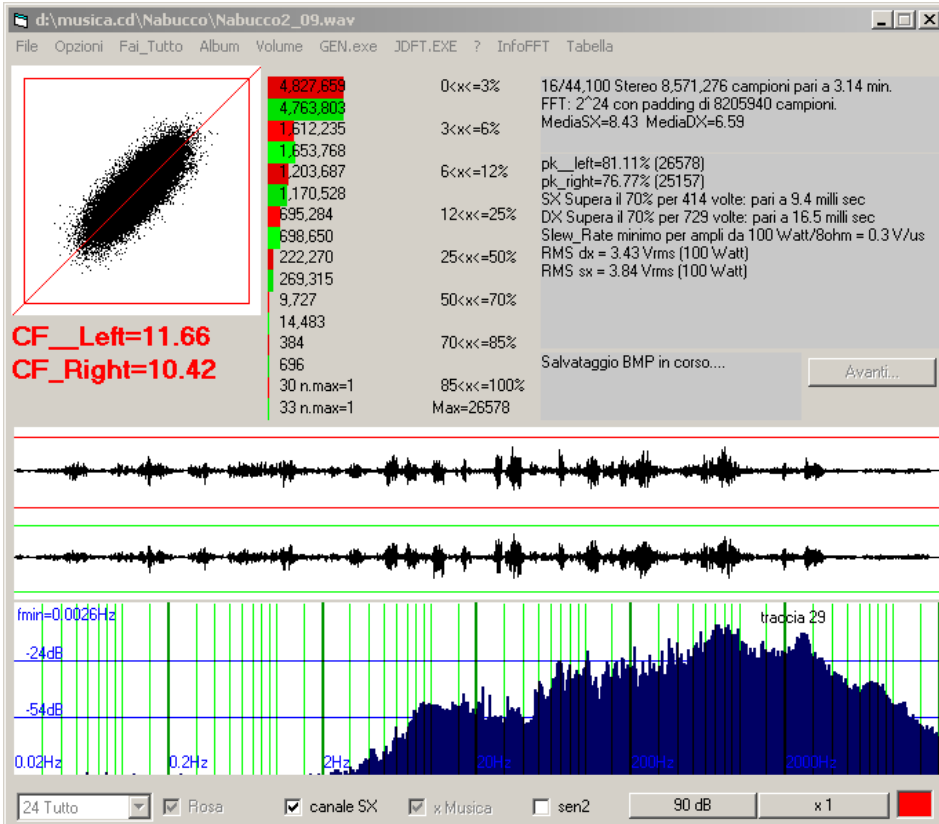 d:\musica.cd\Nabucco\Nabucco2_09.wav
File Opzioni Fai_Tutto Album Volume GEN.exe JDFT.EXE ? InfoFFT Tabella
4,827,659 0<x<=3%
4,763,803
1,612,235 3<x<=6%
1,653,768
1,203,687 6<x<=12%
1,170,528
695,284 12<x<=25%
698,650
222,270 25<x<=50%
269,315
9,727 50<x<=70%
14,483
384 70<x<=85%
696
30 n.max=1 85<x<=100%
33 n.max=1 Max=26578
16/44,100 Stereo 8,571,276 campioni pari a 3.14 min.
FFT: 2^24 con padding di 8205940 campioni.
MediaSX=8.43 MediaDX=6.59
pk__left=81.11% (26578)
pk_right=76.77% (25157)
SX Supera il 70% per 414 volte: pari a 9.4 milli sec
DX Supera il 70% per 729 volte: pari a 16.5 milli sec
Slew_Rate minimo per ampli da 100 Watt/8ohm = 0.3 V/us
RMS dx = 3.43 Vrms (100 Watt)
RMS sx = 3.84 Vrms (100 Watt)
CF__Left=11.66
CF_Right=10.42
Salvataggio BMP in corso....
Avanti...
fmin=0.0026Hz
traccia 29
-24dB
-54dB
0.02Hz 0.2Hz 2Hz 20Hz 200Hz 2000Hz
24 Tutto Rosa canale SX x Musica sen2 90 dB x 1